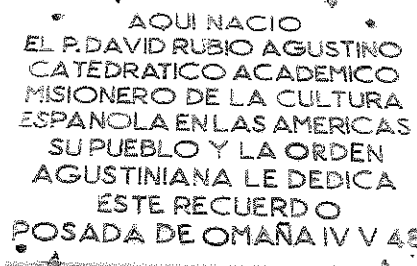 AQUI NACIO
EL P. DAVID RUBIO AGUSTINO
CATEDRATICO ACADEMICO
MISIONERO DE LA CULTURA
ESPANOLA EN LAS AMERICAS
SU PUEBLO Y LA ORDEN
AGUSTINIANA LE DEDICA
ESTE RECUERDO
POSADA DE OMAÑA IV V 48